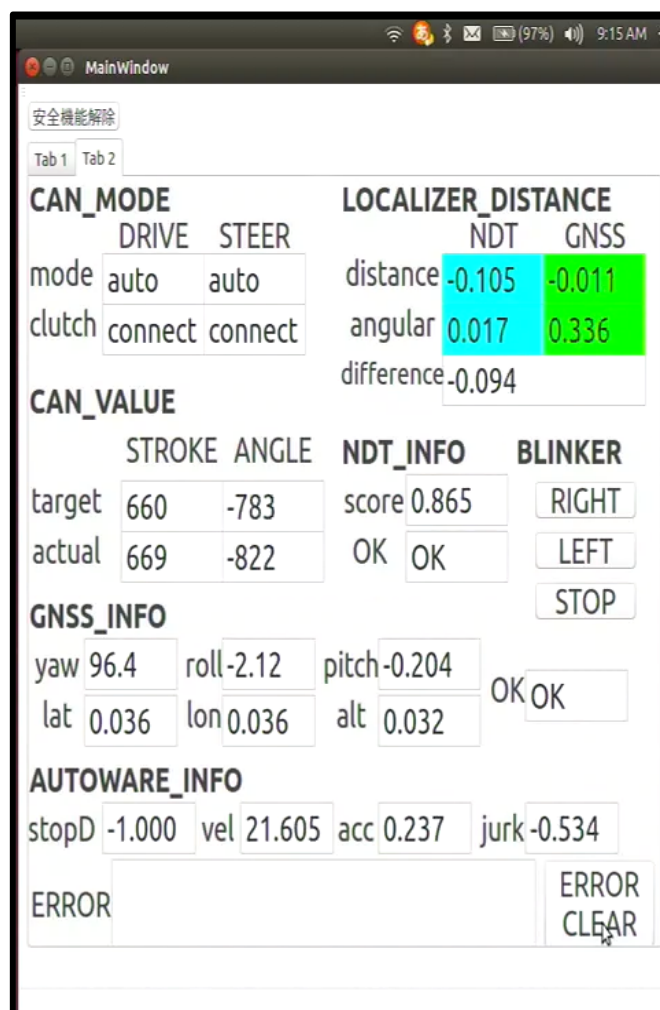 (97%) 9:15 AM
MainWindow
安全機能解除
Tab 1 Tab 2
CAN_MODE LOCALIZER_DISTANCE
DRIVE STEER NDT GNSS
mode auto auto distance -0.105 -0.011
clutch connect connect angular 0.017 0.336
difference -0.094
CAN_VALUE
STROKE ANGLE NDT_INFO BLINKER
target 660 -783 score 0.865 RIGHT
actual 669 -822 OK OK LEFT
STOP
GNSS_INFO
yaw 96.4 roll -2.12 pitch -0.204
OK OK
lat 0.036 lon 0.036 alt 0.032
AUTOWARE_INFO
stopD -1.000 vel 21.605 acc 0.237 jurk -0.534
ERROR ERROR
CLEAR